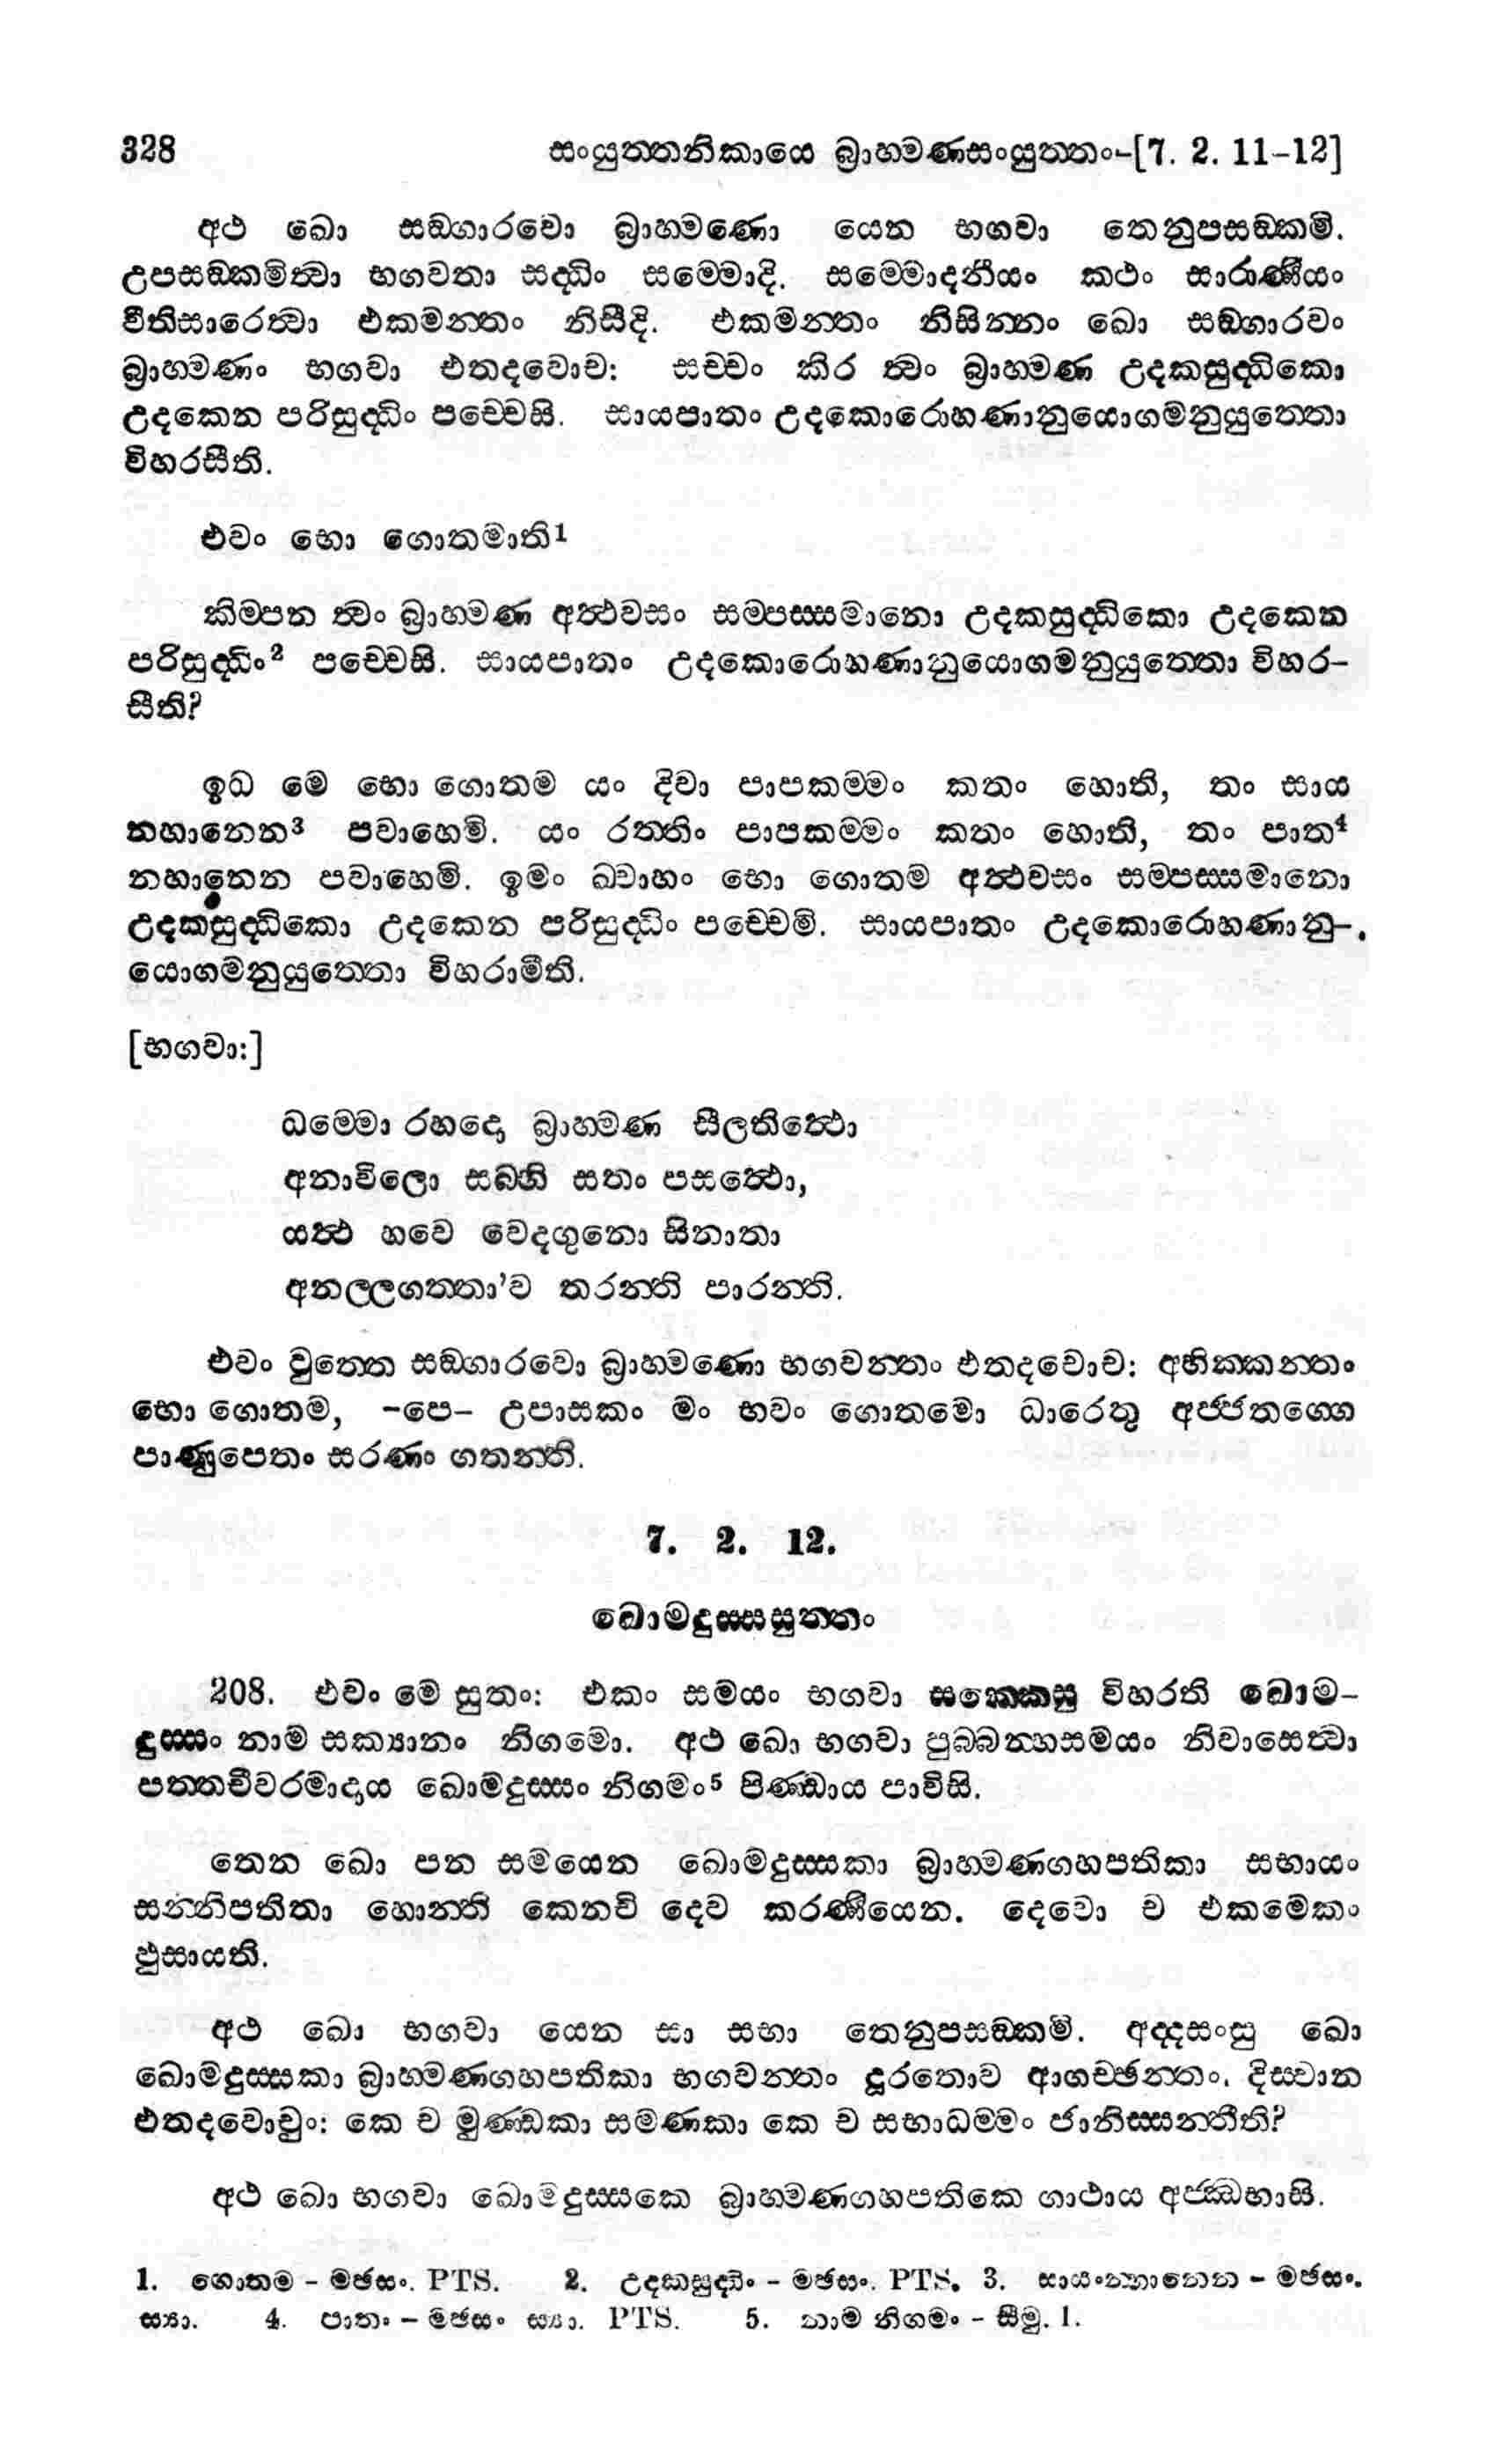 328 සංයුත්තනිකායෙ බ්‍රාහ්මණසංයුත්තං-[7. 2. 11-12]
අථ ඛො සඞ්ගාරවො බ්‍රාහ්මණො යෙන භගවා තෙනුපසඞ්කමි.
උපසඞ්කමිත්‍වා භගවතා සද්ධිං සම්මොදි. සම්මොදනීයං කථං සාරාණීයං
වීතිසාරෙත්‍වා එකමන්තං නිසීදි. එකමන්තං නිසින්නං ඛො සඞ්ගාරවං
බ්‍රාහ්මණං භගවා එතදවොච: සච්චං කිර ත්‍වං බ්‍රාහ්මණ උදකසුද්ධිකො
උදකෙන පරිසුද්ධිං පච්චෙසි. සායපාතං උදකොරොහණානුයොගමනුයුත්තො
විහරසීති.
එවං භො ගොතමාති1
කිම්පන ත්‍වං බ්‍රාහ්මණ අත්‍ථවසං සම්පස්සමානො උදකසුද්ධිකො උදකෙන
පරිසුද්ධිං2 පච්චෙසි. සායපාතං උදකොරොහණානුයොගමනුයුත්තො විහර-
සීති?
ඉධ මෙ භො ගොතම යං දිවා පාපකම්මං කතං හොති, තං සාය
නහානෙන3 පවාහෙමි. යං රත්තිං පාපකම්මං කතං හොති, තං පාත4
නහානෙන පවාහෙමි. ඉමං ඛ්වාහං භො ගොතම අත්‍ථවසං සම්පස්සමානො
උදකසුද්ධිකො උදකෙන පරිසුද්ධිං පච්චෙමි. සායපාතං උදකොරොහණානු-
යොගමනුයුත්තො විහරාමීති.
[භගවා:]
ධම්මො රහදො බ්‍රාහ්මණ සීලතිත්‍ථො
අනාවිලො සබ්භි සතං පසත්‍ථො,
යත්‍ථ හවෙ වෙදගුනො සිනාතා
අනල්ලගත්තා'ව තරන්ති පාරන්ති.
එවං වුත්තෙ සඞ්ගාරවො බ්‍රාහ්මණො භගවන්තං එතදවොච: අභික්කන්තං
භො ගොතම, -පෙ- උපාසකං මං භවං ගොතමො ධාරෙතු අජ්ජතග්ගෙ
පාණුපෙතං සරණං ගතන්ති.
7. 2. 12.
ඛොමදුස්සසුත්තං
208. එවං මෙ සුතං: එකං සමයං භගවා සක්කෙසු විහරති ඛොම-
දුස්සං නාම සක්‍යානං නිගමො. අථ ඛො භගවා පුබ්බන්හසමයං නිවාසෙත්‍වා
පත්තචීවරමාදාය ඛොමදුස්සං නිගමං5 පිණ්ඩාය පාවිසි.
තෙන ඛො පන සමයෙන ඛොමදුස්සකා බ්‍රාහ්මණගහපතිකා සභායං
සන්නිපතිතා හොන්ති කෙනචි දෙව කරණීයෙන. දෙවො ච එකමෙකං
ඵුසායති.
අථ ඛො භගවා යෙන සා සභා තෙනුපසඞ්කමි. අද්දසංසු ඛො
ඛොමදුස්සකා බ්‍රාහ්මණගහපතිකා භගවන්තං දූරතොව ආගච්ඡන්තං. දිස්වාන
එතදවොචුං: කෙ ච මුණ්ඩකා සමණකා කෙ ච සභාධම්මං ජානිස්සන්තීති?
අථ ඛො භගවා ඛොමදුස්සකෙ බ්‍රාහ්මණගහපතිකෙ ගාථාය අජ්ඣභාසි.
1. ගොතම - මඡසං. PTS. 2. උදකසුද්ධිං - මඡසං. PTS. 3. සායංන්හානෙන - මඡසං.
ස්‍යා. 4. පාතං - මඡසං ස්‍යා. PTS. 5. නාම නිගමං - සීමු. 1.